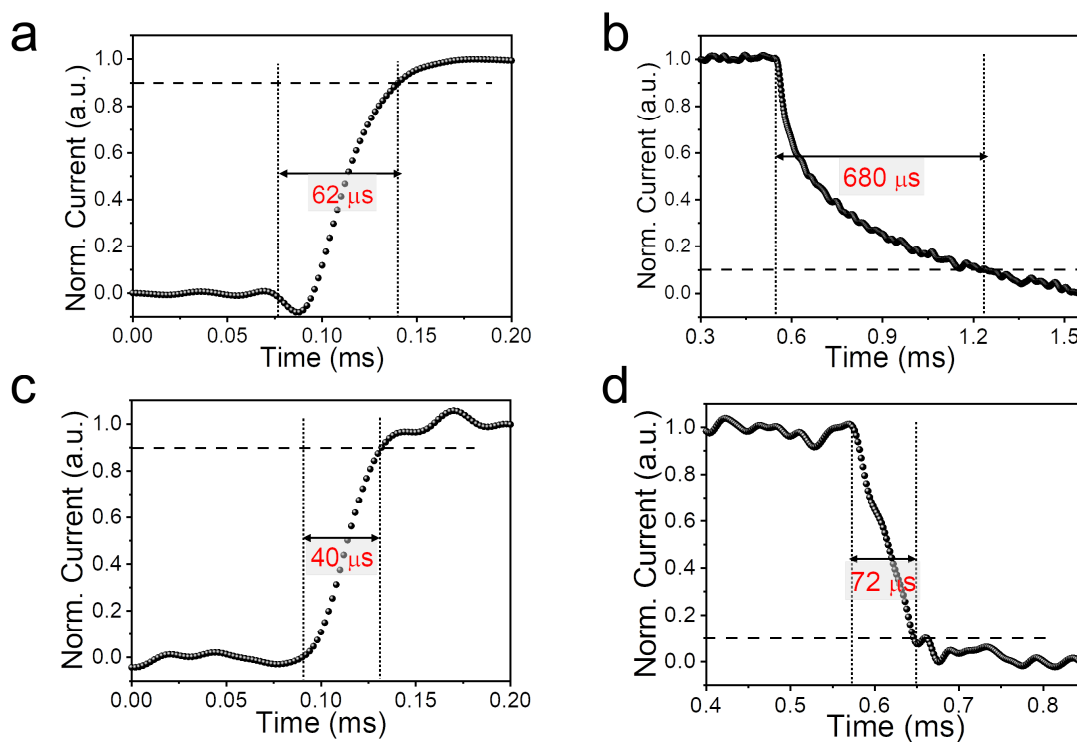 a
Norm. Current (a.u.)
1.0
0.8
0.6
0.4
0.2
0.0
62 μs
0.00 0.05 0.10 0.15 0.20
Time (ms)
b
Norm. Current (a.u.)
1.0
0.8
0.6
0.4
0.2
0.0
680 μs
0.3 0.6 0.9 1.2 1.5
Time (ms)
c
Norm. Current (a.u.)
1.0
0.8
0.6
0.4
0.2
0.0
40 μs
0.00 0.05 0.10 0.15 0.20
Time (ms)
d
Norm. Current (a.u.)
1.0
0.8
0.6
0.4
0.2
0.0
72 μs
0.4 0.5 0.6 0.7 0.8
Time (ms)